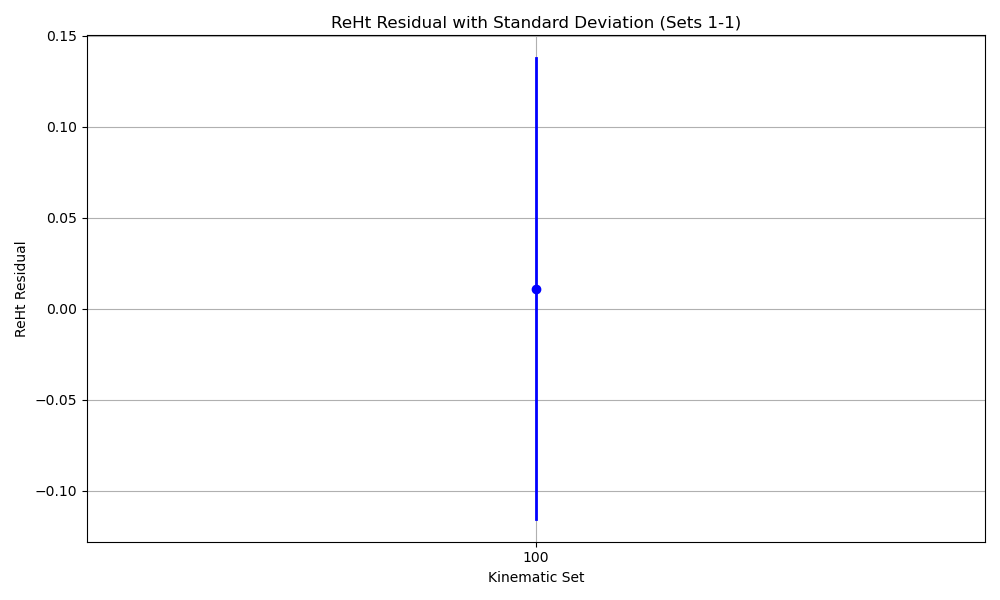 ReHt Residual with Standard Deviation (Sets 1-1)
0.15
0.10
0.05
0.00
−0.05
−0.10
ReHt Residual
100
Kinematic Set